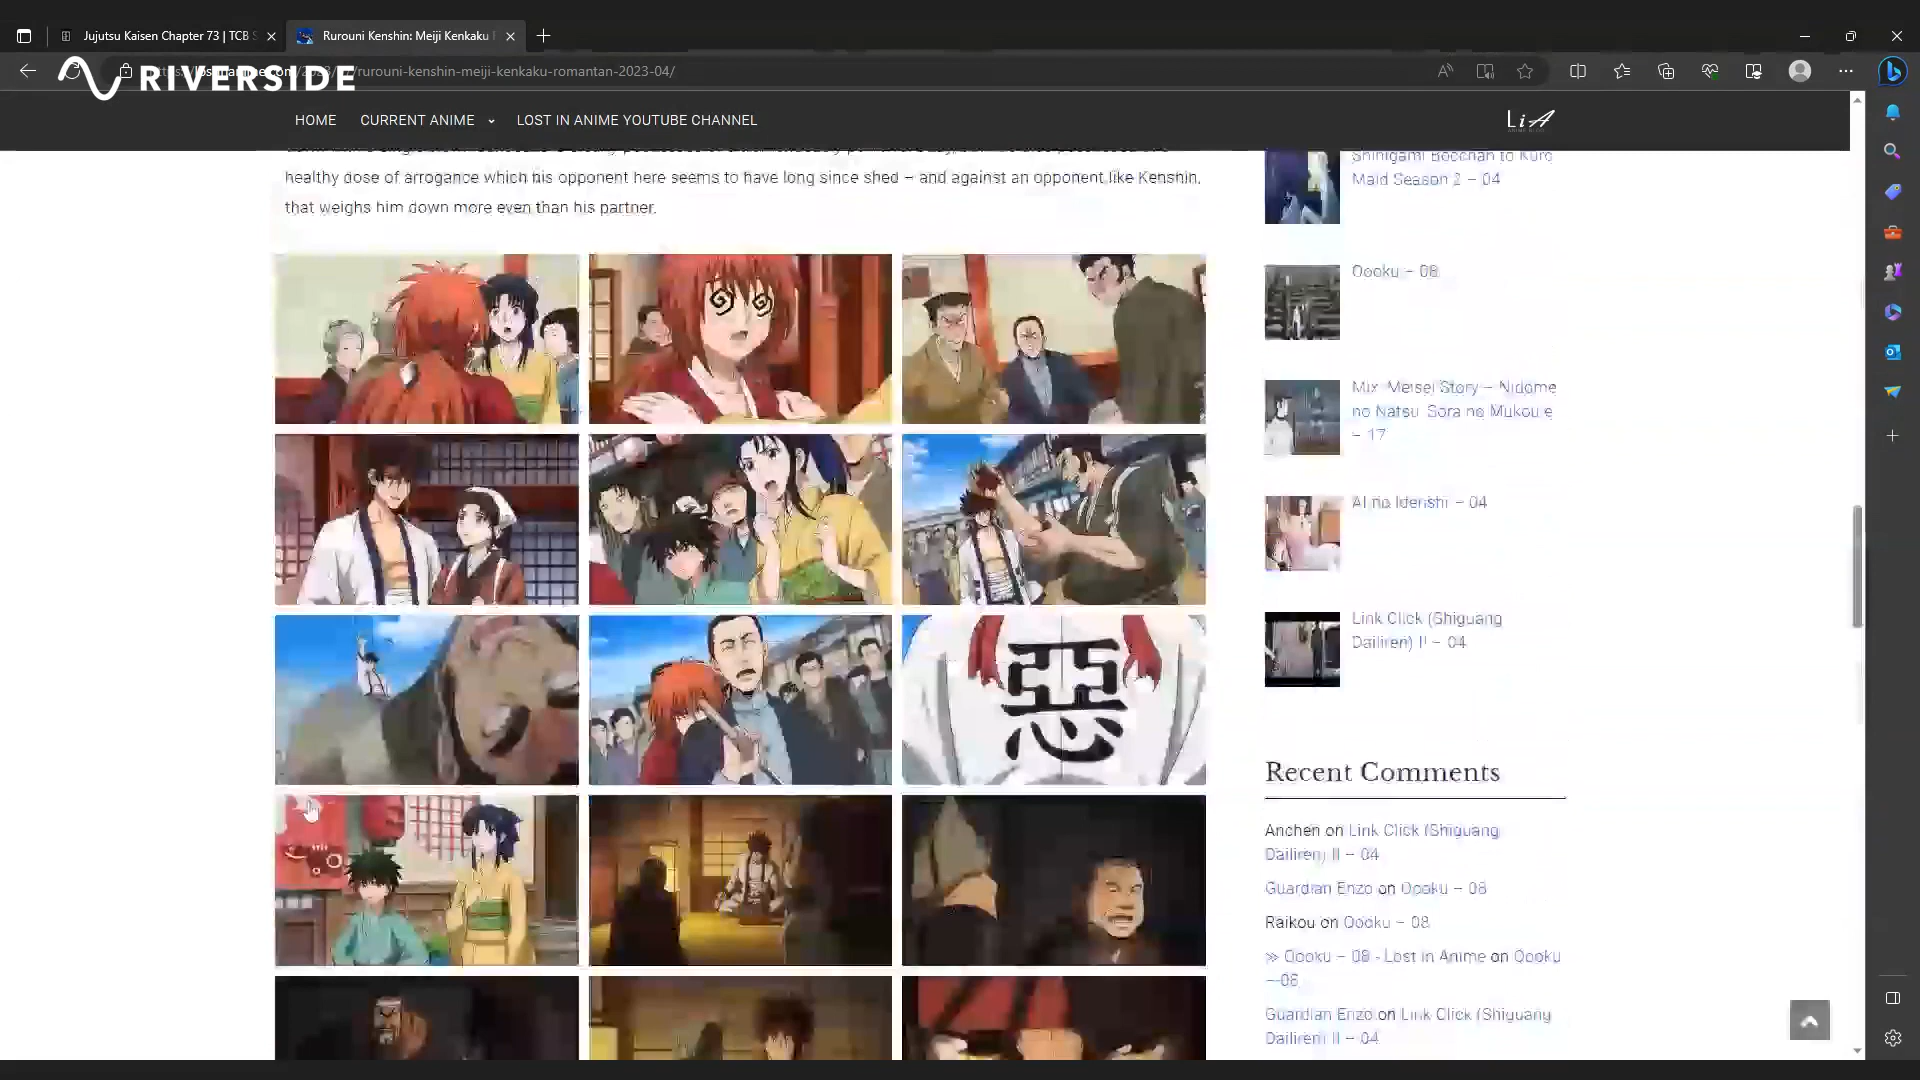 Jujutsu Kaisen Chapter 73 | TCB S
Rurouni Kenshin: Meiji Kenkaku
RIVERSIDE
/rurouni-kenshin-meiji-kenkaku-romantan-2023-04/
HOME
CURRENT ANIME
LOST IN ANIME YOUTUBE CHANNEL
LiA
healthy dose of arrogance which his opponent here seems to have long since shed – and against an opponent like Kenshin,
that weighs him down more even than his partner.
惡
Shinigami Bocchan to Kuro
Maid Season 2 – 04
Oooku – 08
Mix: Meisei Story – Nidome
no Natsu, Sora no Mukou e
– 17
AI no Idenshi – 04
Link Click (Shiguang
Dailiren) II – 04
Recent Comments
Anchen on Link Click (Shiguang
Dailiren) II – 04
Guardian Enzo on Oooku – 08
Raikou on Oooku – 08
≫ Oooku – 08 - Lost in Anime on Oooku
– 08
Guardian Enzo on Link Click (Shiguang
Dailiren) II – 04